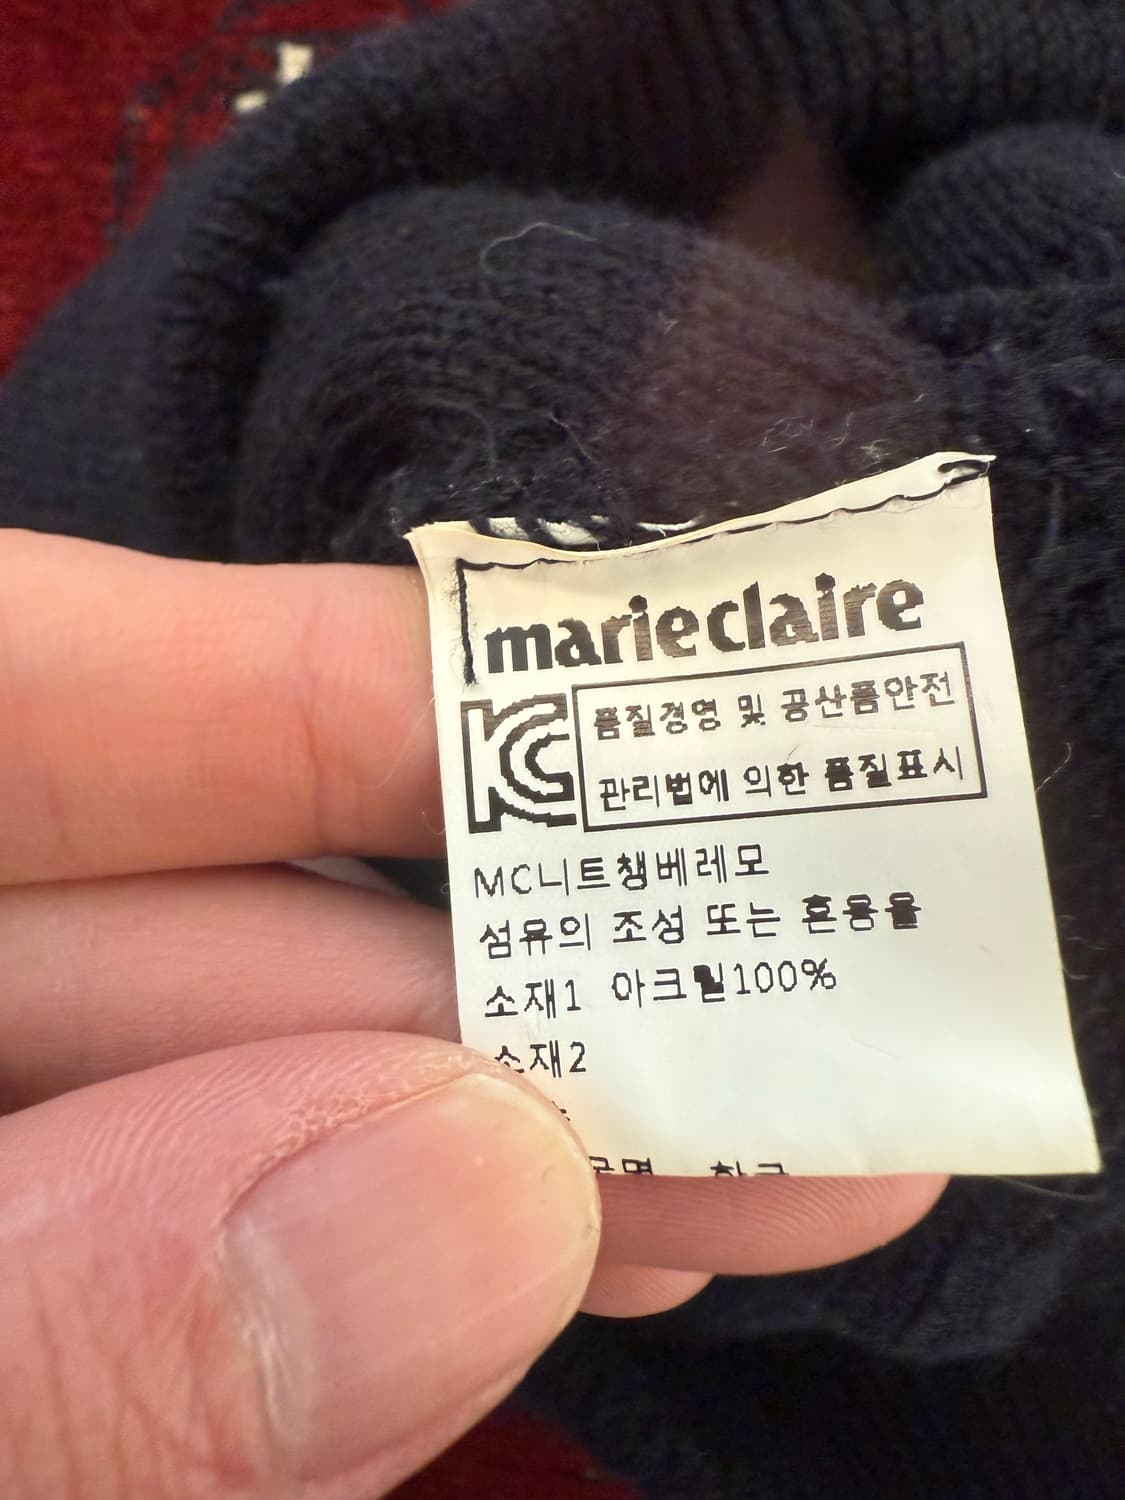 marieclaire
KC
품질경영 및 공산품안전
관리법에 의한 품질표시
MC니트챙베레모
섬유의 조성 또는 혼용율
소재1 아크릴100%
소재2